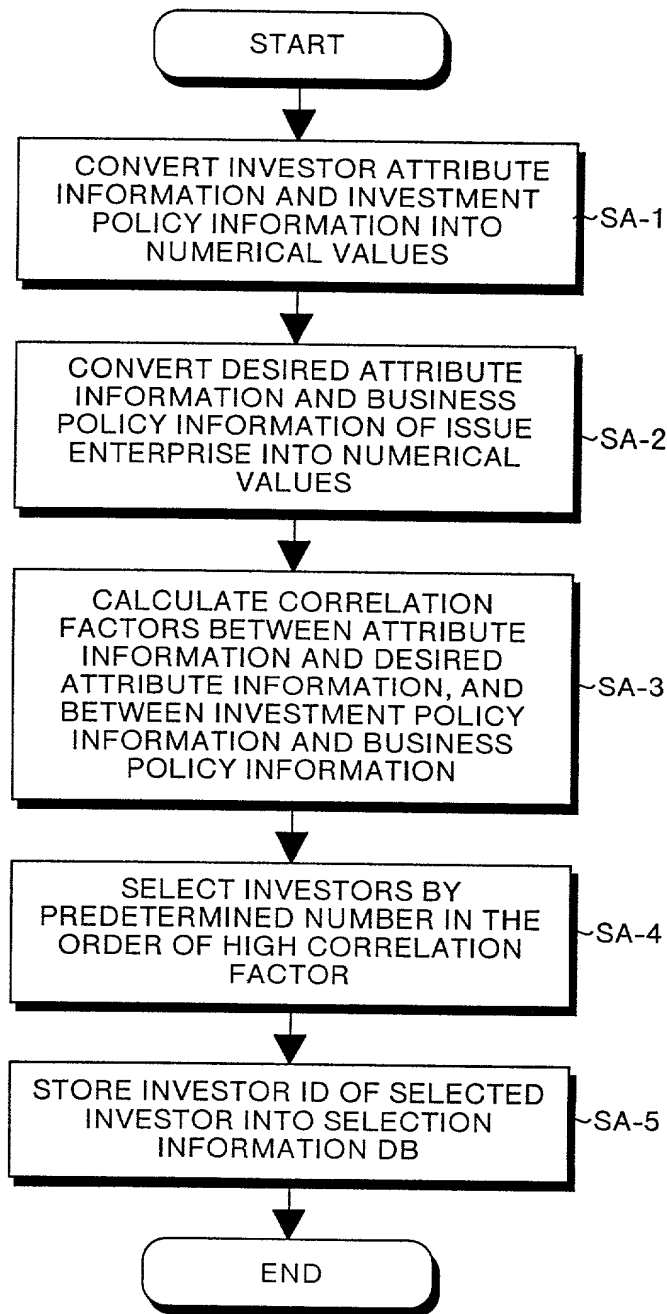 START
CONVERT INVESTOR ATTRIBUTE
INFORMATION AND INVESTMENT
POLICY INFORMATION INTO
NUMERICAL VALUES
SA-1
CONVERT DESIRED ATTRIBUTE
INFORMATION AND BUSINESS
POLICY INFORMATION OF ISSUE
ENTERPRISE INTO NUMERICAL
VALUES
SA-2
CALCULATE CORRELATION
FACTORS BETWEEN ATTRIBUTE
INFORMATION AND DESIRED
ATTRIBUTE INFORMATION, AND
BETWEEN INVESTMENT POLICY
INFORMATION AND BUSINESS
POLICY INFORMATION
SA-3
SELECT INVESTORS BY
PREDETERMINED NUMBER IN THE
ORDER OF HIGH CORRELATION
FACTOR
SA-4
STORE INVESTOR ID OF SELECTED
INVESTOR INTO SELECTION
INFORMATION DB
SA-5
END